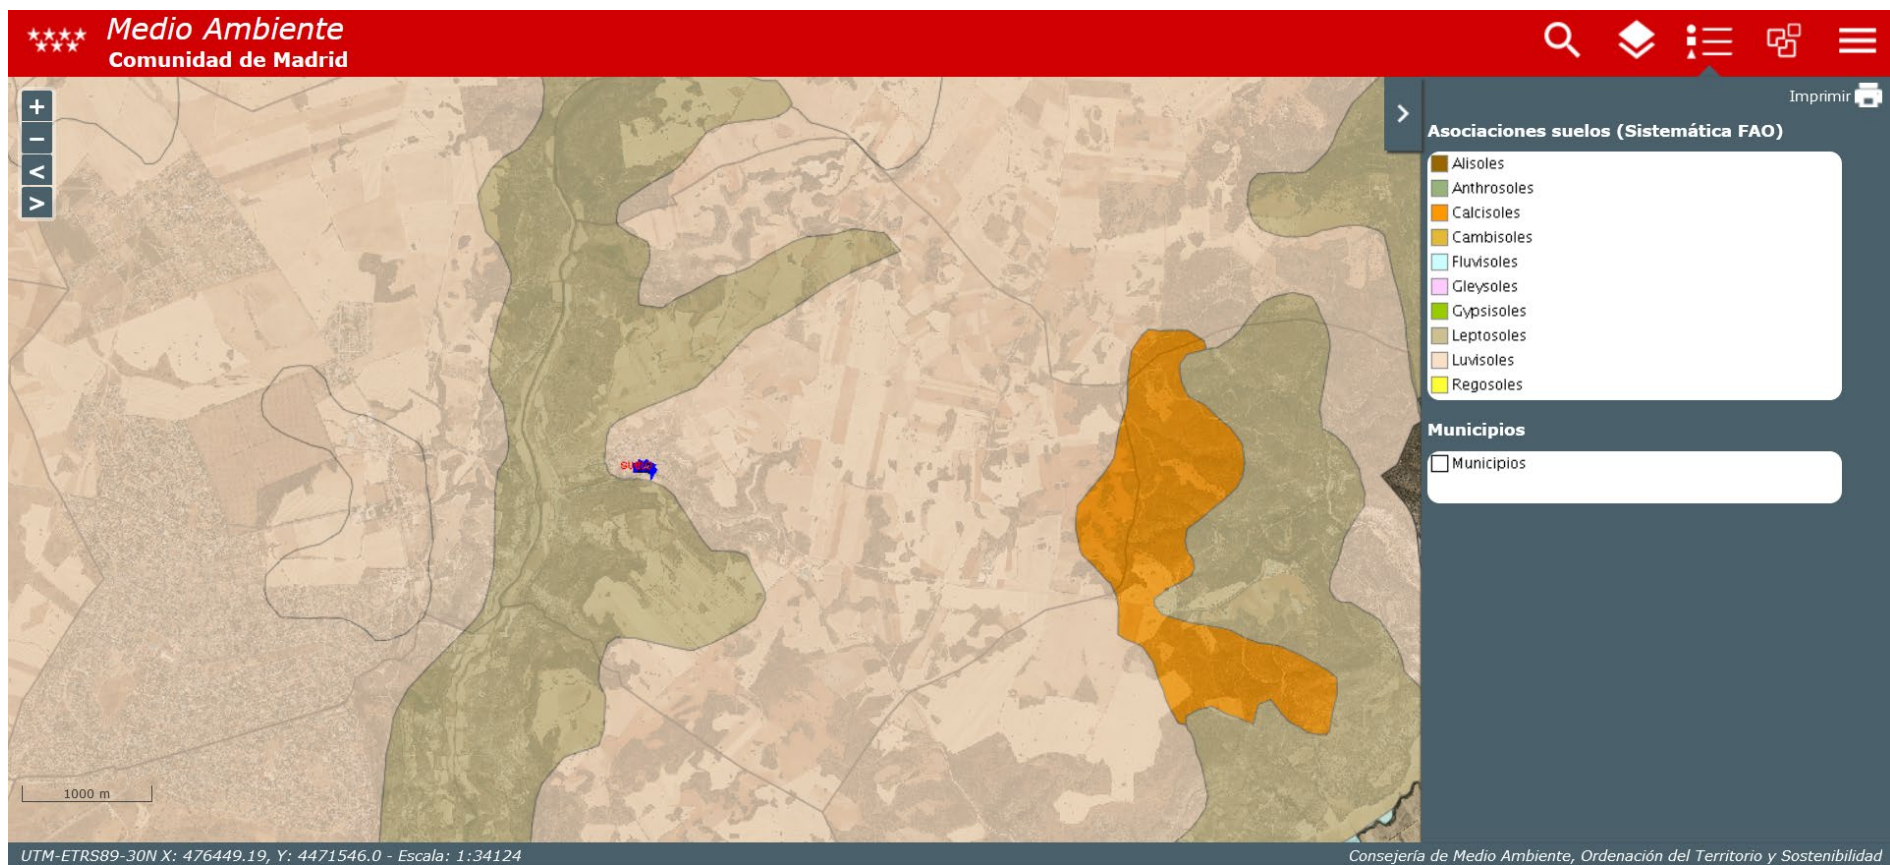 Medio Ambiente
Comunidad de Madrid
Imprimir
Asociaciones suelos (Sistemática FAO)
Alisoles
Anthrosoles
Calcisoles
Cambisoles
Fluvisoles
Gleysoles
Gypsisoles
Leptosoles
Luvisoles
Regosoles
Municipios
Municipios
1000 m
UTM-ETRS89-30N X: 476449.19, Y: 4471546.0 - Escala: 1:34124
Consejería de Medio Ambiente, Ordenación del Territorio y Sostenibilidad